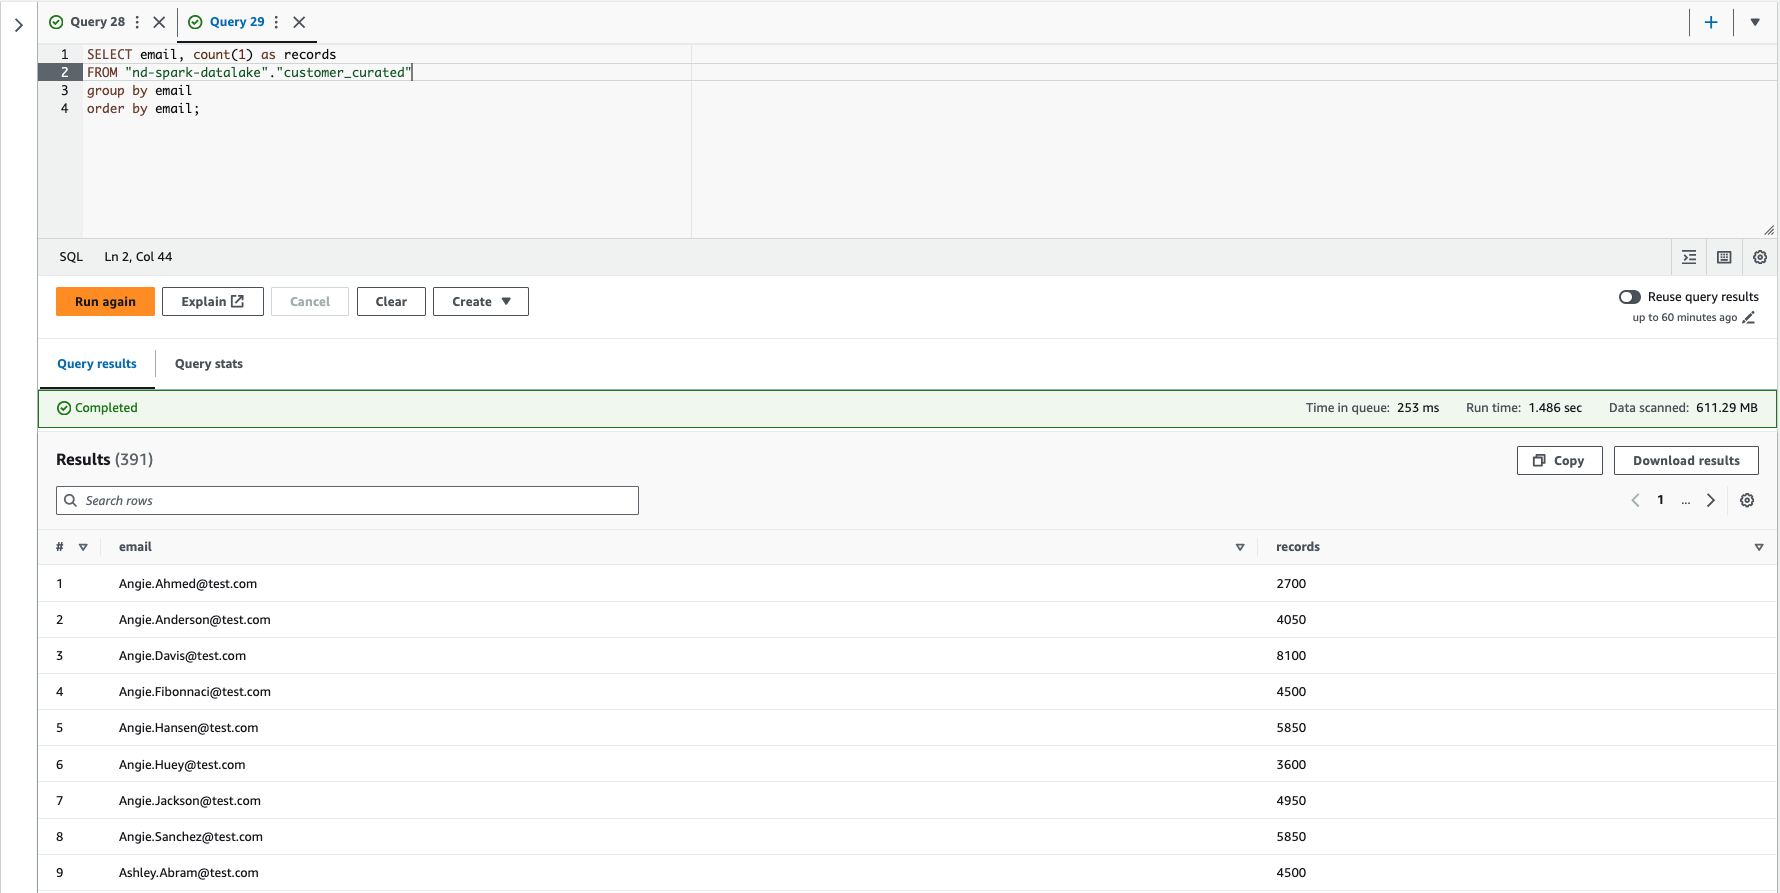 Query 28
Query 29
1 SELECT email, count(1) as records
2 FROM "nd-spark-datalake"."customer_curated"
3 group by email
4 order by email;
SQL Ln 2, Col 44
Run again Explain Cancel Clear Create
Reuse query results
up to 60 minutes ago
Query results Query stats
Completed Time in queue: 253 ms Run time: 1.486 sec Data scanned: 611.29 MB
Results (391)
Copy Download results
Search rows
1 ...
# email records
1 Angie.Ahmed@test.com 2700
2 Angie.Anderson@test.com 4050
3 Angie.Davis@test.com 8100
4 Angie.Fibonnaci@test.com 4500
5 Angie.Hansen@test.com 5850
6 Angie.Huey@test.com 3600
7 Angie.Jackson@test.com 4950
8 Angie.Sanchez@test.com 5850
9 Ashley.Abram@test.com 4500